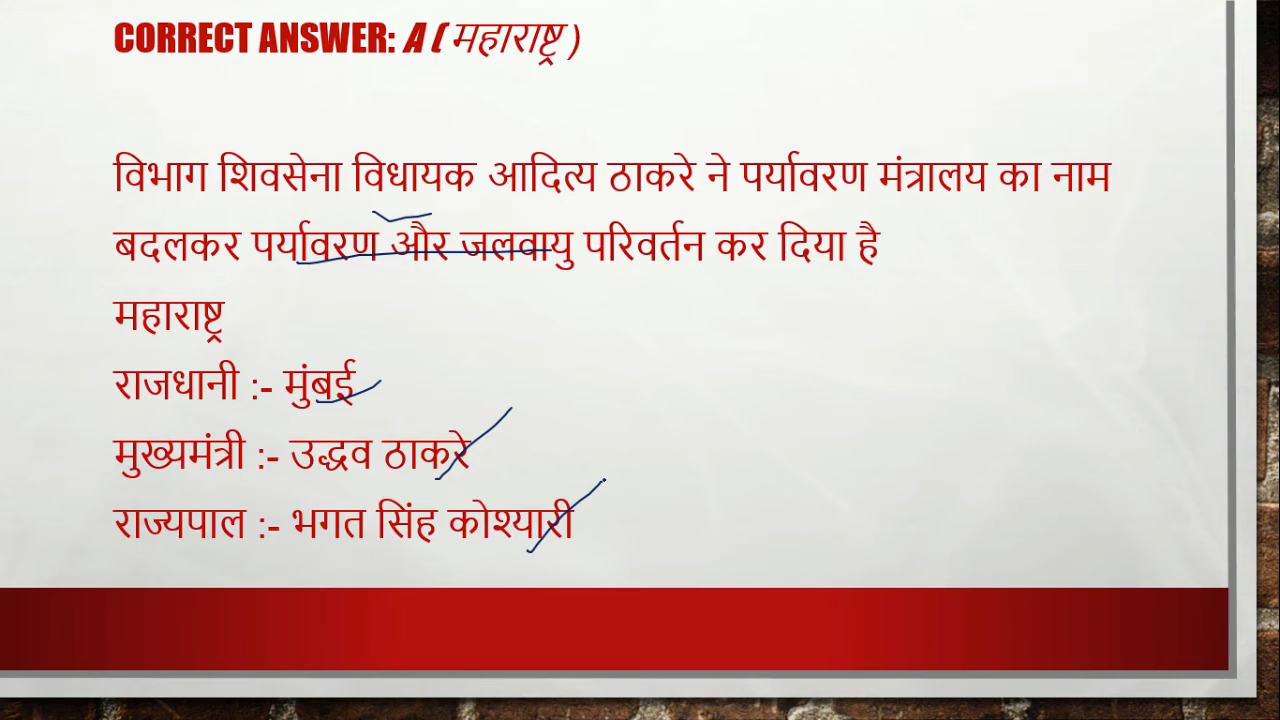 CORRECT ANSWER: A ( महाराष्ट्र )
विभाग शिवसेना विधायक आदित्य ठाकरे ने पर्यावरण मंत्रालय का नाम
बदलकर पर्यावरण और जलवायु परिवर्तन कर दिया है
महाराष्ट्र
राजधानी :- मुंबई
मुख्यमंत्री :- उद्धव ठाकरे
राज्यपाल :- भगत सिंह कोश्यारी